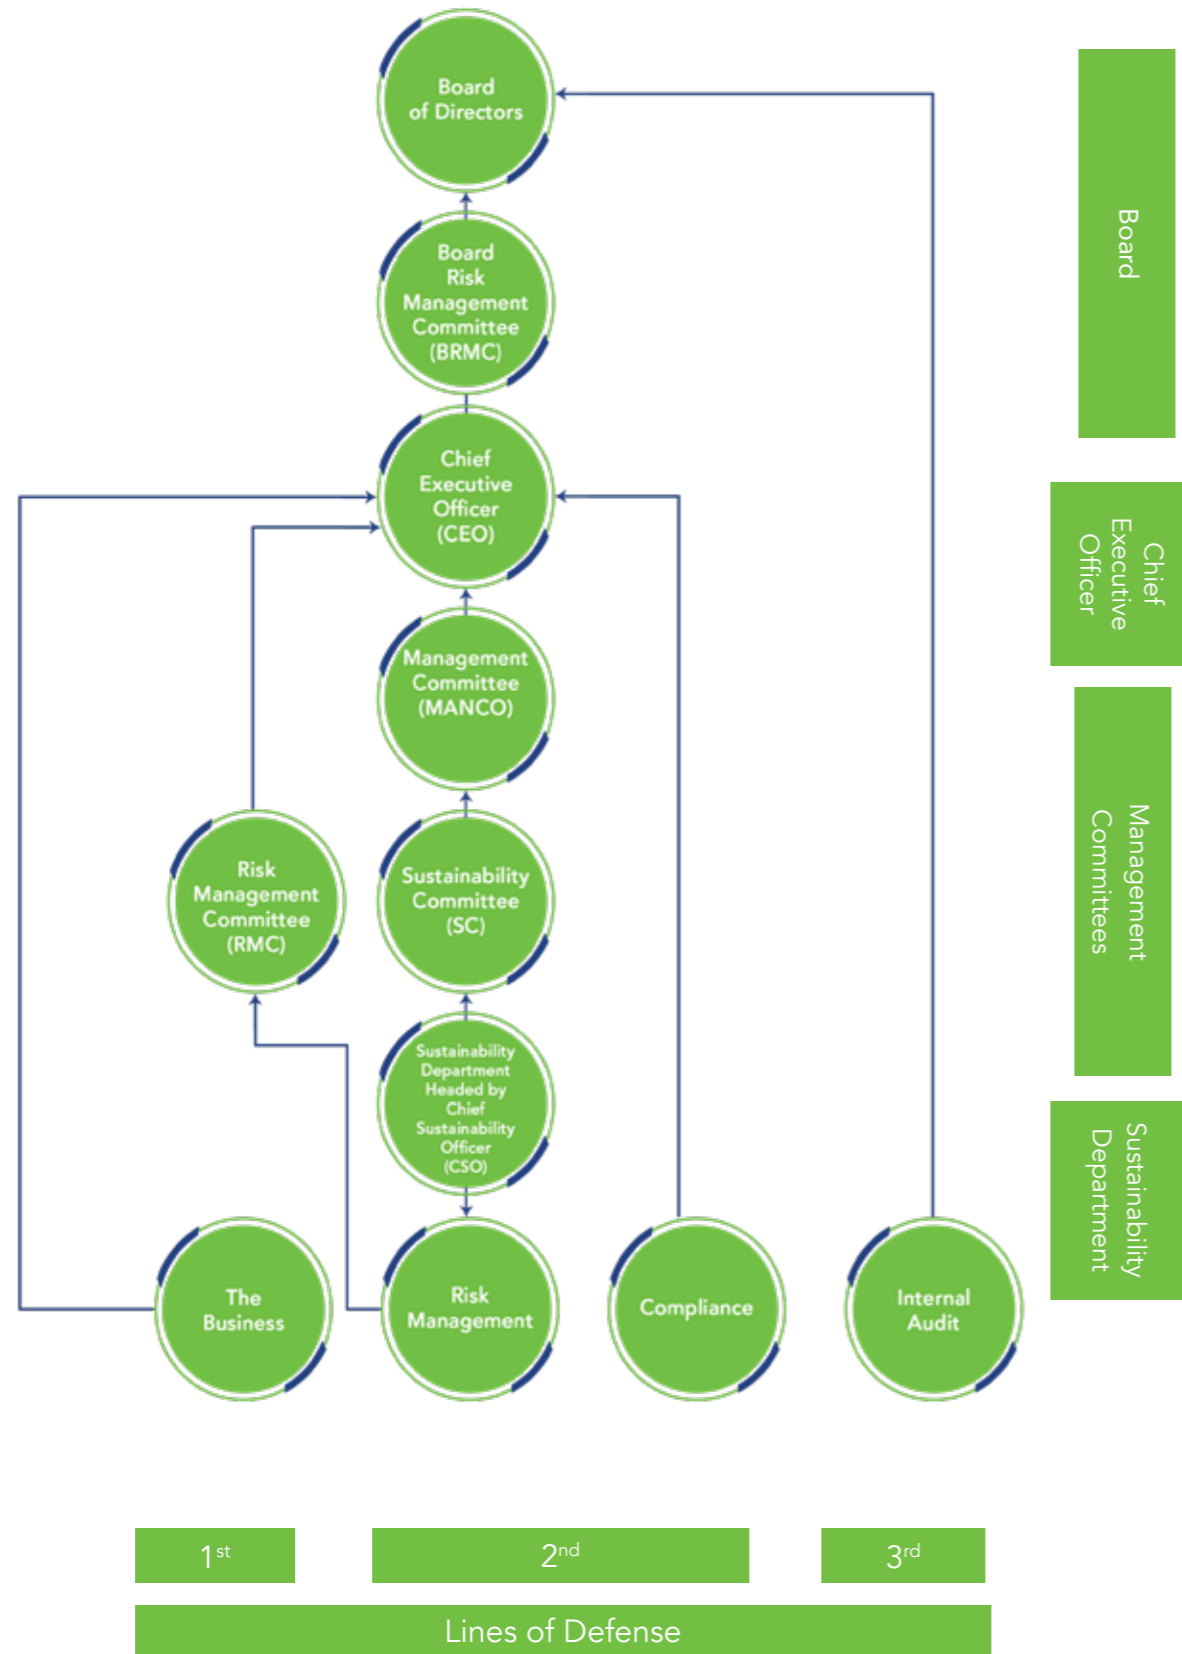 Board
of Directors
Board
Risk
Management
Committee
(BRMC)
Board
Chief
Executive
Officer
(CEO)
Chief
Executive
Officer
Management
Committee
(MANCO)
Risk
Management
Committee
(RMC)
Sustainability
Committee
(SC)
Management
Committees
Sustainability
Department
Headed by
Chief
Sustainability
Officer
(CSO)
Sustainability
Department
The
Business
Risk
Management
Compliance
Internal
Audit
1st
2nd
3rd
Lines of Defense